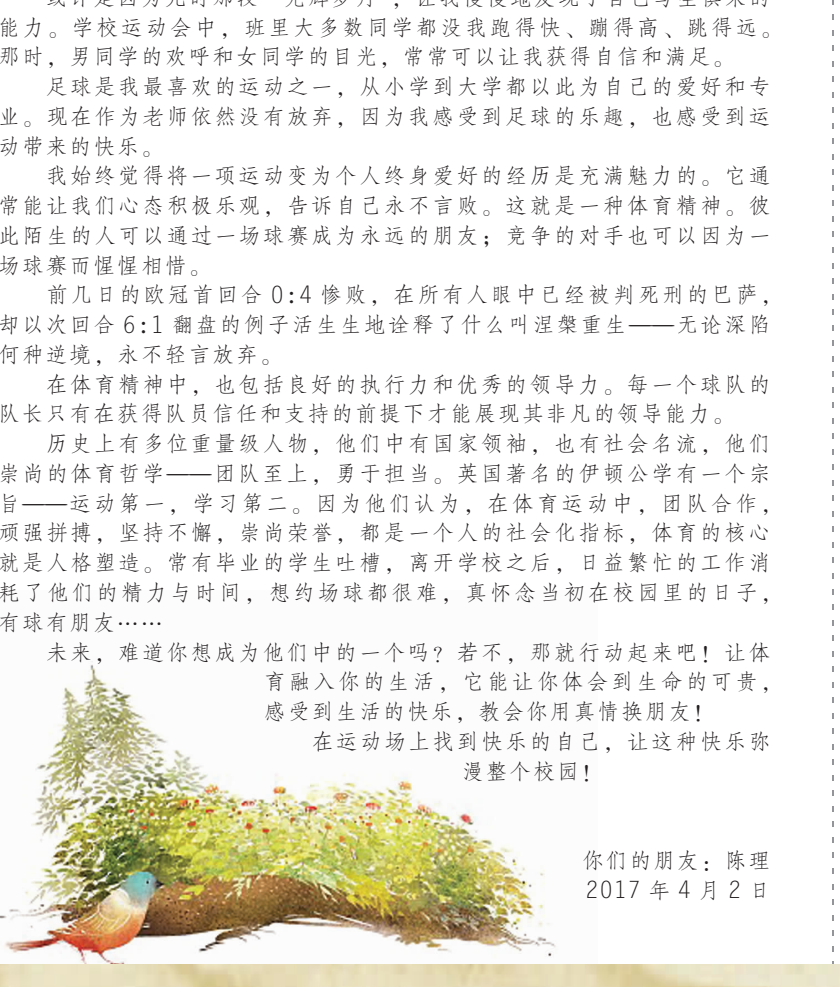 能力。学校运动会中，班里大多数同学都没我跑得快、蹦得高、跳得远。
那时，男同学的欢呼和女同学的目光，常常可以让我获得自信和满足。
足球是我最喜欢的运动之一，从小学到大学都以此为自己的爱好和专
业。现在作为老师依然没有放弃，因为我感受到足球的乐趣，也感受到运
动带来的快乐。
我始终觉得将一项运动变为个人终身爱好的经历是充满魅力的。它通
常能让我们心态积极乐观，告诉自己永不言败。这就是一种体育精神。彼
此陌生的人可以通过一场球赛成为永远的朋友；竞争的对手也可以因为一
场球赛而惺惺相惜。
前几日的欧冠首回合 0:4 惨败，在所有人眼中已经被判死刑的巴萨，
却以次回合 6:1 翻盘的例子活生生地诠释了什么叫涅槃重生——无论深陷
何种逆境，永不轻言放弃。
在体育精神中，也包括良好的执行力和优秀的领导力。每一个球队的
队长只有在获得队员信任和支持的前提下才能展现其非凡的领导能力。
历史上有多位重量级人物，他们中有国家领袖，也有社会名流，他们
崇尚的体育哲学——团队至上，勇于担当。英国著名的伊顿公学有一个宗
旨——运动第一，学习第二。因为他们认为，在体育运动中，团队合作，
顽强拼搏，坚持不懈，崇尚荣誉，都是一个人的社会化指标，体育的核心
就是人格塑造。常有毕业的学生吐槽，离开学校之后，日益繁忙的工作消
耗了他们的精力与时间，想约场球都很难，真怀念当初在校园里的日子，
有球有朋友……
未来，难道你想成为他们中的一个吗？若不，那就行动起来吧！让体
育融入你的生活，它能让你体会到生命的可贵，
感受到生活的快乐，教会你用真情换朋友！
在运动场上找到快乐的自己，让这种快乐弥
漫整个校园！
你们的朋友：陈理
2017 年 4 月 2 日